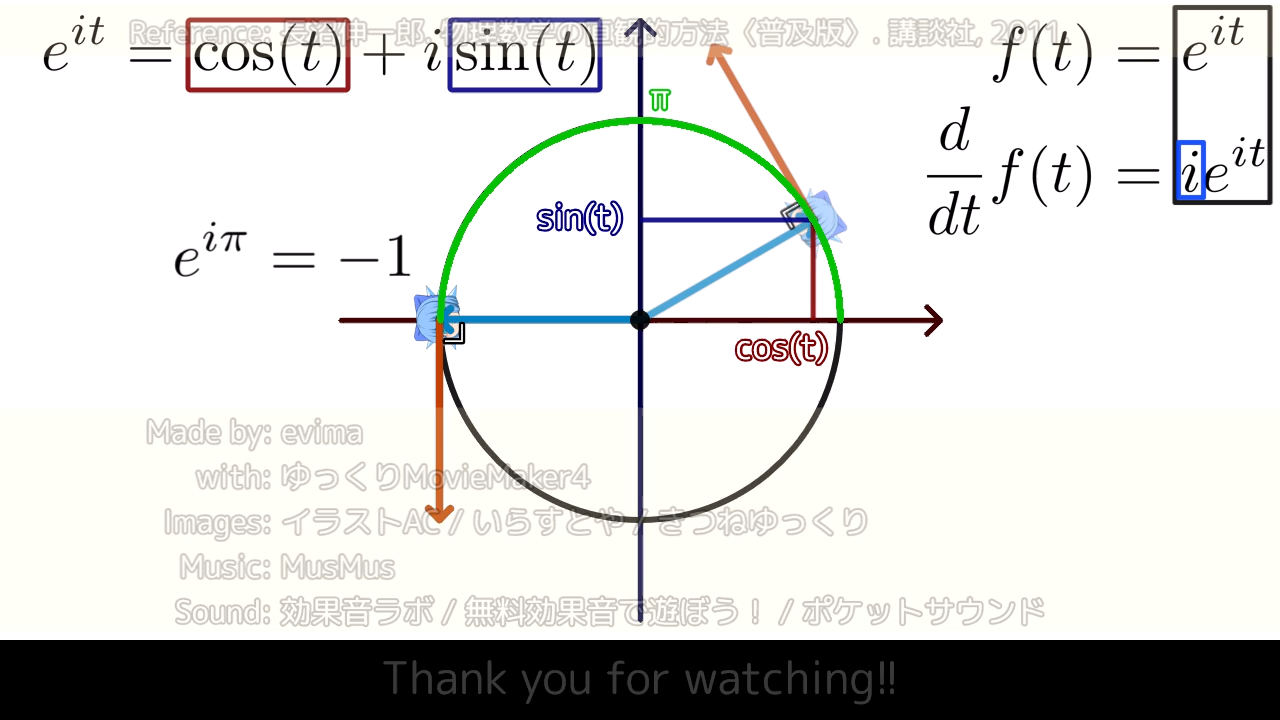 Reference: 長谷川伸一郎. 物理数学の直観的方法〈普及版〉. 講談社, 2011
e^{it} = cos(t) + i sin(t)
f(t) = e^{it}
d/dt f(t) = ie^{it}
π
sin(t)
e^{iπ} = −1
cos(t)
Made by: evima
with: ゆっくりMovieMaker4
Images: イラストAC / いらすとや / きつねゆっくり
Music: MusMus
Sound: 効果音ラボ / 無料効果音で遊ぼう！ / ポケットサウンド
Thank you for watching!!